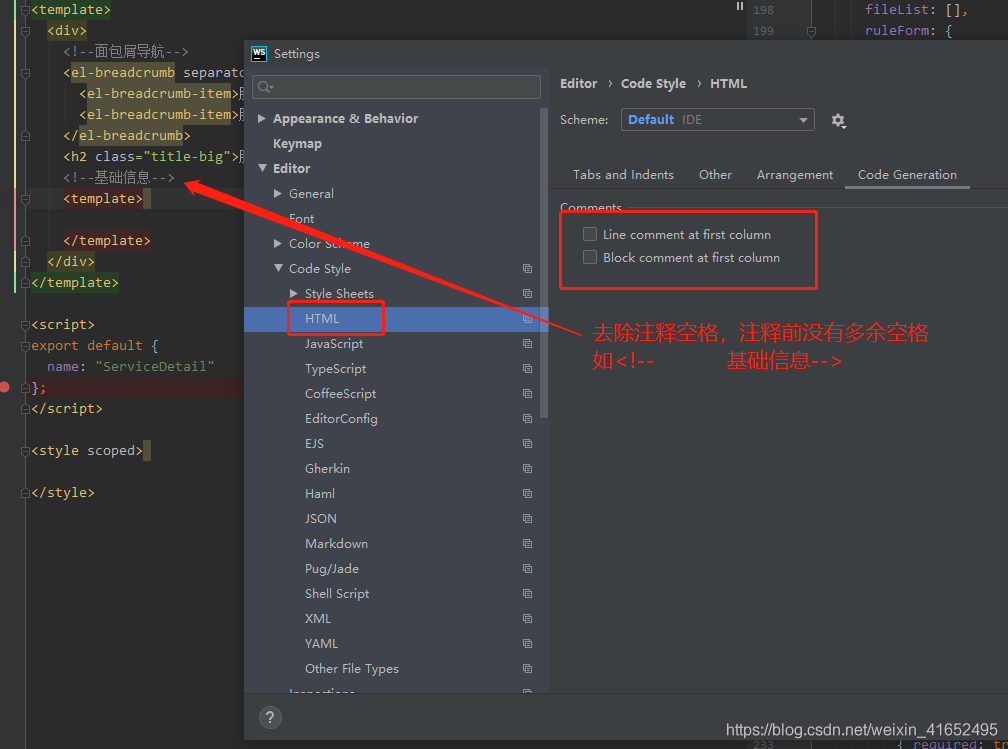 <template>
<div>
<!--面包屑导航-->
<el-breadcrumb separato
<el-breadcrumb-item>
<el-breadcrumb-item>
</el-breadcrumb>
<h2 class="title-big">
<!--基础信息-->
<template>
</template>
</div>
</template>
<script>
export default {
name: "ServiceDetail"
};
</script>
<style scoped>
</style>
198 fileList: [],
199 ruleForm: {
WS Settings
Appearance & Behavior
Keymap
Editor
General
Font
Color Scheme
Code Style
Style Sheets
HTML
JavaScript
TypeScript
CoffeeScript
EditorConfig
EJS
Gherkin
Haml
JSON
Markdown
Pug/Jade
Shell Script
XML
YAML
Other File Types
Inspections
?
Editor › Code Style › HTML
Scheme: Default IDE
Tabs and Indents Other Arrangement Code Generation
Comments
Line comment at first column
Block comment at first column
去除注释空格，注释前没有多余空格
如<!-- 基础信息-->
https://blog.csdn.net/weixin_41652495
233 { required: t